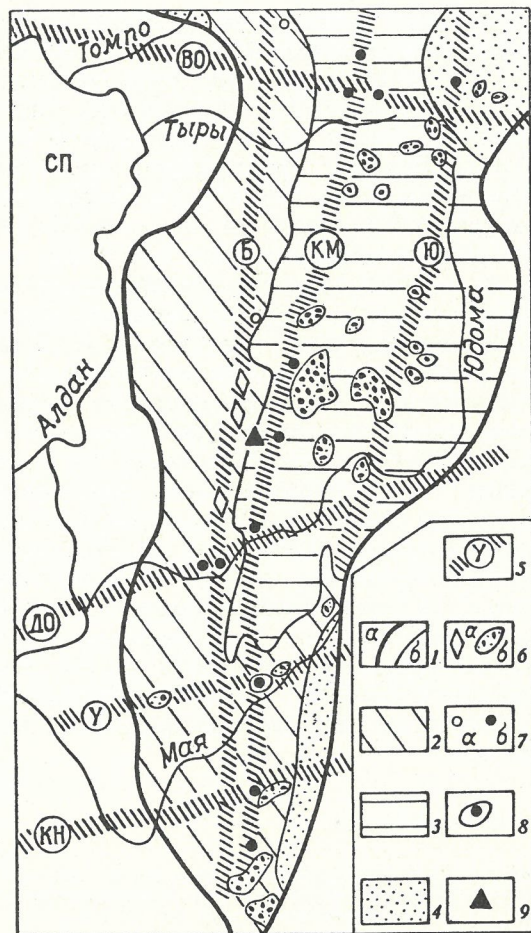 Томпо
ВО
Тыры
СП
Б
КМ
Ю
Юдома
Алдан
ДО
У
Мая
КН
У
5
а
б
1
а
б
6
2
а
б
7
3
8
4
9